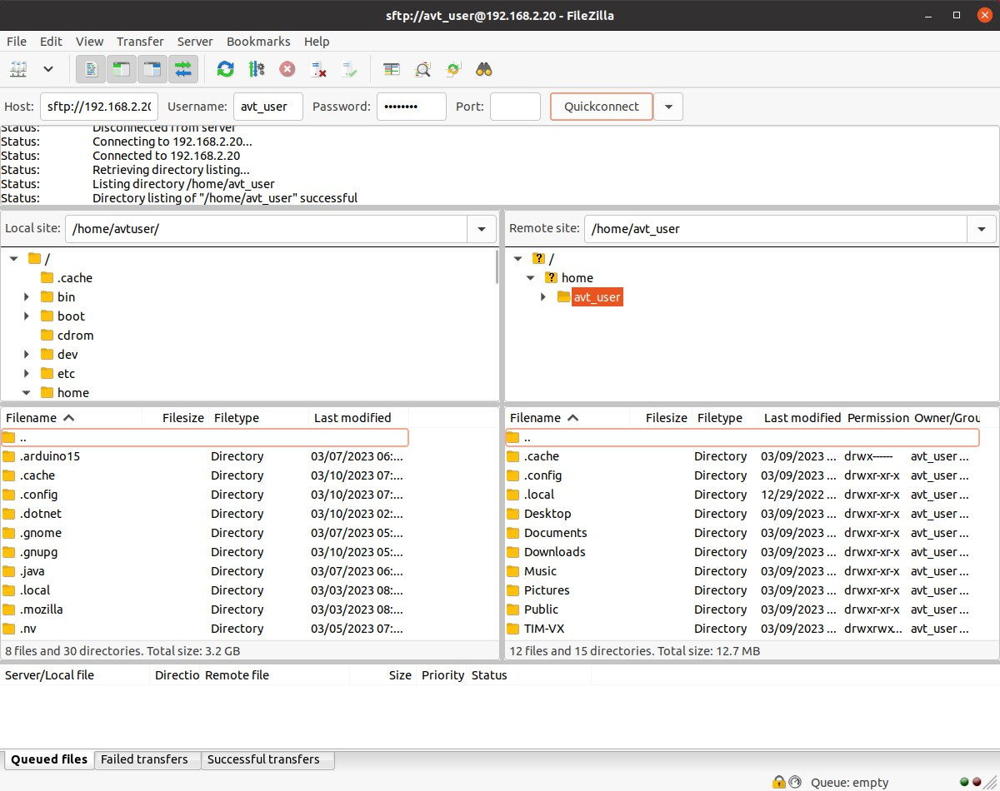 sftp://avt_user@192.168.2.20 - FileZilla
File Edit View Transfer Server Bookmarks Help
Host: sftp://192.168.2.2( Username: avt_user Password: •••••••• Port: Quickconnect
Status: Disconnected from server
Status: Connecting to 192.168.2.20...
Status: Connected to 192.168.2.20
Status: Retrieving directory listing...
Status: Listing directory /home/avt_user
Status: Directory listing of "/home/avt_user" successful
Local site: /home/avtuser/
/
.cache
bin
boot
cdrom
dev
etc
home
Remote site: /home/avt_user
/
home
avt_user
Filename Filesize Filetype Last modified
..
.arduino15 Directory 03/07/2023 06:...
.cache Directory 03/10/2023 07:...
.config Directory 03/10/2023 07:...
.dotnet Directory 03/10/2023 02:...
.gnome Directory 03/07/2023 05:...
.gnupg Directory 03/10/2023 05:...
.java Directory 03/07/2023 06:...
.local Directory 03/03/2023 08:...
.mozilla Directory 03/03/2023 08:...
.nv Directory 03/05/2023 07:...
8 files and 30 directories. Total size: 3.2 GB
Filename Filesize Filetype Last modified Permission Owner/Grou
..
.cache Directory 03/09/2023 ... drwx------ avt_user ...
.config Directory 03/09/2023 ... drwxr-xr-x avt_user ...
.local Directory 12/29/2022 ... drwxr-xr-x avt_user ...
Desktop Directory 03/09/2023 ... drwxr-xr-x avt_user ...
Documents Directory 03/09/2023 ... drwxr-xr-x avt_user ...
Downloads Directory 03/09/2023 ... drwxr-xr-x avt_user ...
Music Directory 03/09/2023 ... drwxr-xr-x avt_user ...
Pictures Directory 03/09/2023 ... drwxr-xr-x avt_user ...
Public Directory 03/09/2023 ... drwxr-xr-x avt_user ...
TIM-VX Directory 03/09/2023 ... drwxrwx... avt_user ...
12 files and 15 directories. Total size: 12.7 MB
Server/Local file Directio Remote file Size Priority Status
Queued files Failed transfers Successful transfers
Queue: empty